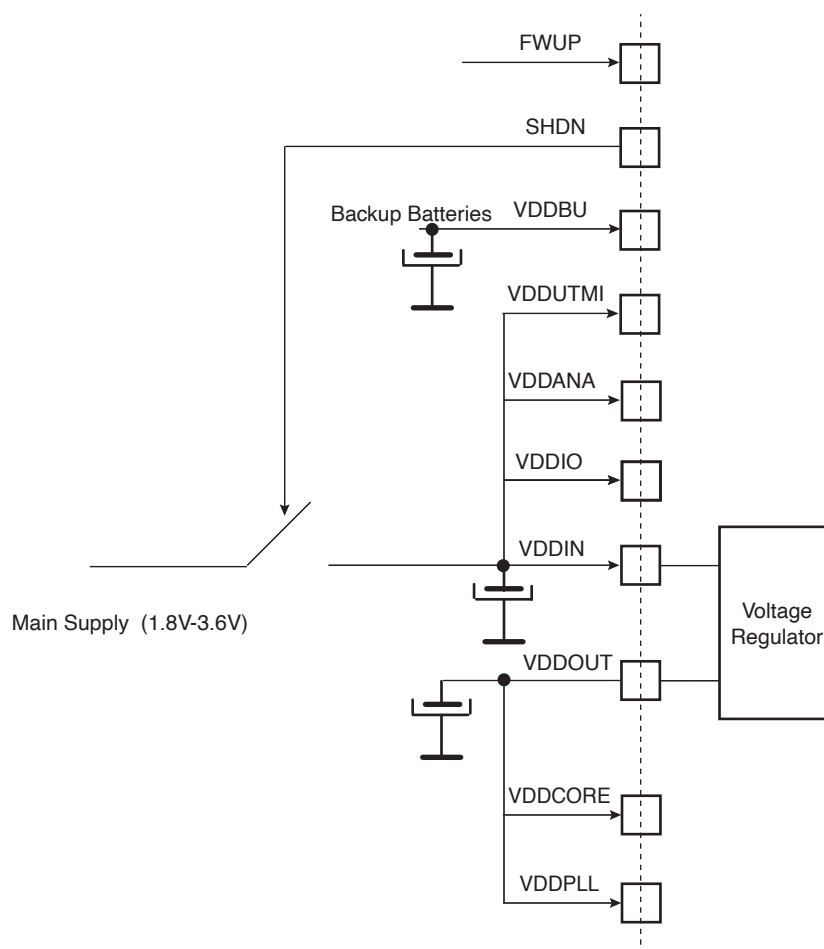 FWUP
SHDN
Backup Batteries VDDBU
VDDUTMI
VDDANA
VDDIO
VDDIN
Main Supply (1.8V-3.6V)
Voltage
Regulator
VDDOUT
VDDCORE
VDDPLL